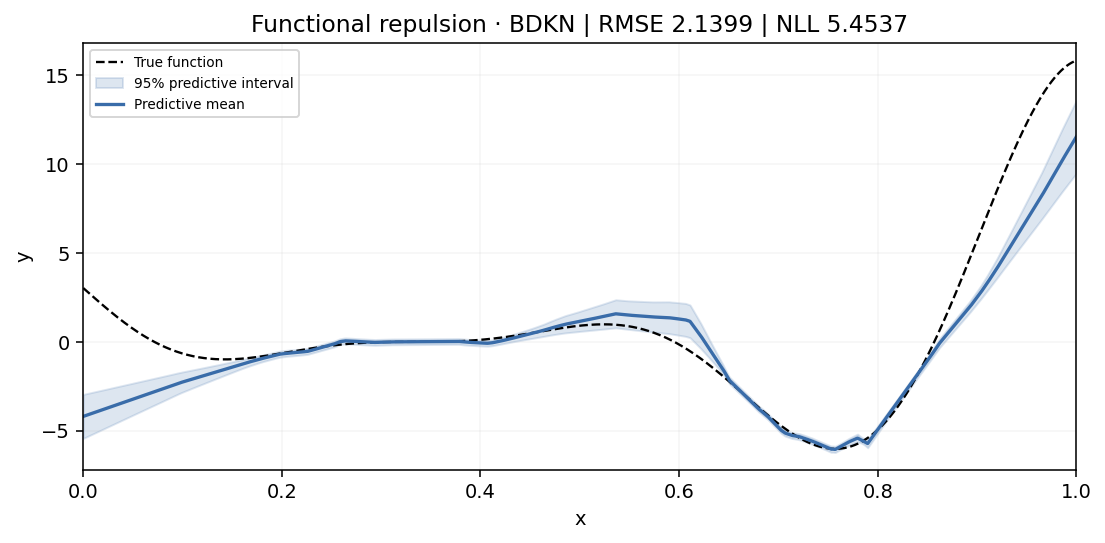 Functional repulsion · BDKN | RMSE 2.1399 | NLL 5.4537
True function
95% predictive interval
Predictive mean
15
10
5
0
−5
y
0.0 0.2 0.4 0.6 0.8 1.0
x